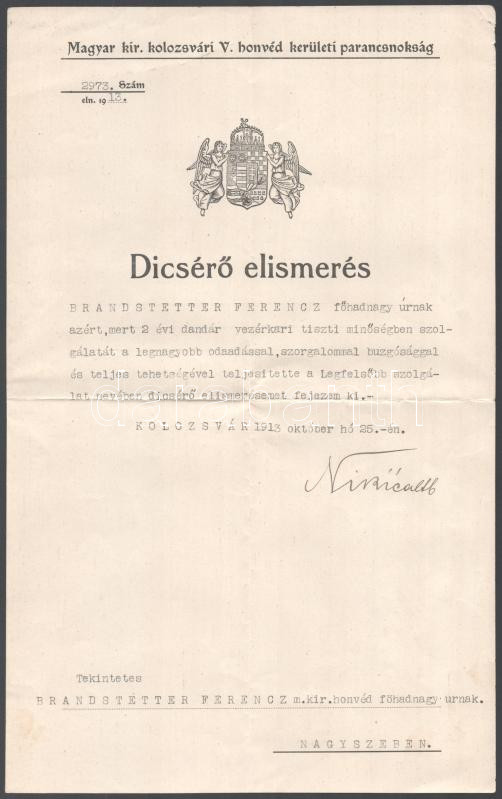 Magyar kir. kolozsvári V. honvéd kerületi parancsnokság
2973. Szám
eln. 1913.
Dicsérő elismerés
BRANDSTETTER FERENCZ főhadnagy úrnak
azért,mert 2 évi dandár vezérkari tiszti minőségben szol-
gálatát a legnagyobb odaadással,szorgalommal buzgósággal
és teljes tehetségével teljesitette a Legfelsőbb szolgá-
lat nevében dicsérő elismerésemet fejezem ki.-
KOLOZSVÁR 1913 október hó 25.-én.
Tekintetes
BRANDSTETTER FERENCZ m.kir.honvéd főhadnagy urnak.
NAGYSZEBEN.
darabanth